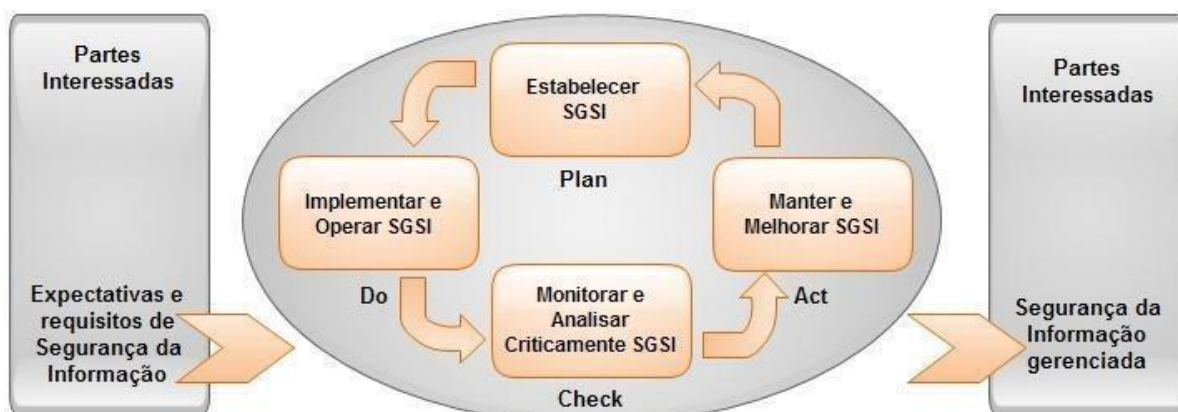 Partes
Interessadas
Expectativas e
requisitos de
Segurança da
Informação
Estabelecer
SGSI
Plan
Implementar e
Operar SGSI
Do
Monitorar e
Analisar
Criticamente SGSI
Check
Manter e
Melhorar SGSI
Act
Partes
Interessadas
Segurança da
Informação
gerenciada